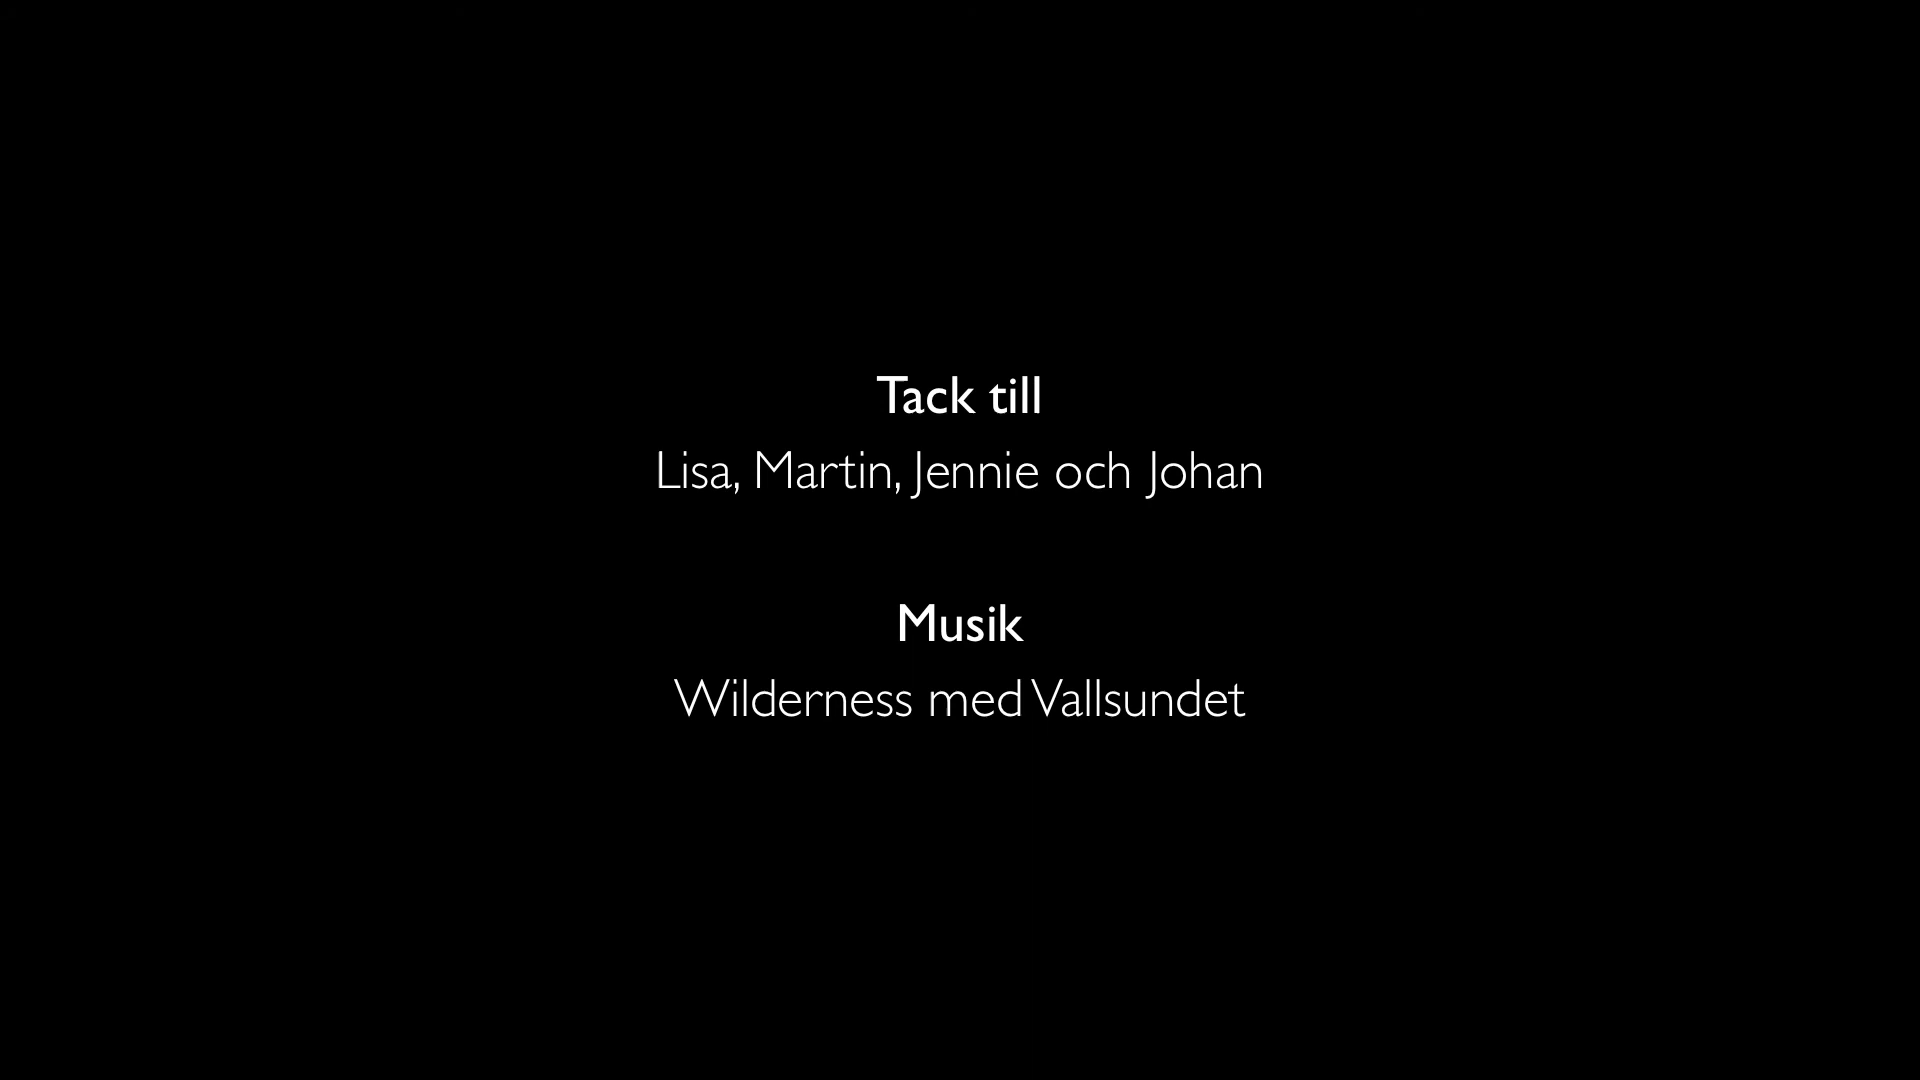 Tack till
Lisa, Martin, Jennie och Johan
Musik
Wilderness med Vallsundet